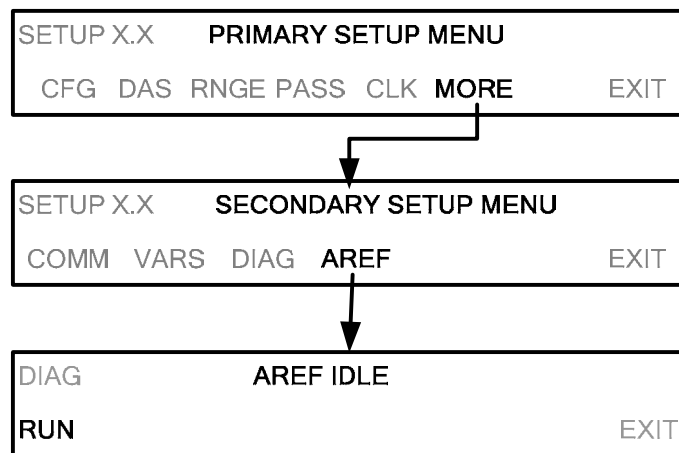 SETUP X.X PRIMARY SETUP MENU
CFG DAS RNGE PASS CLK MORE EXIT
SETUP X.X SECONDARY SETUP MENU
COMM VARS DIAG AREF EXIT
DIAG AREF IDLE
RUN EXIT